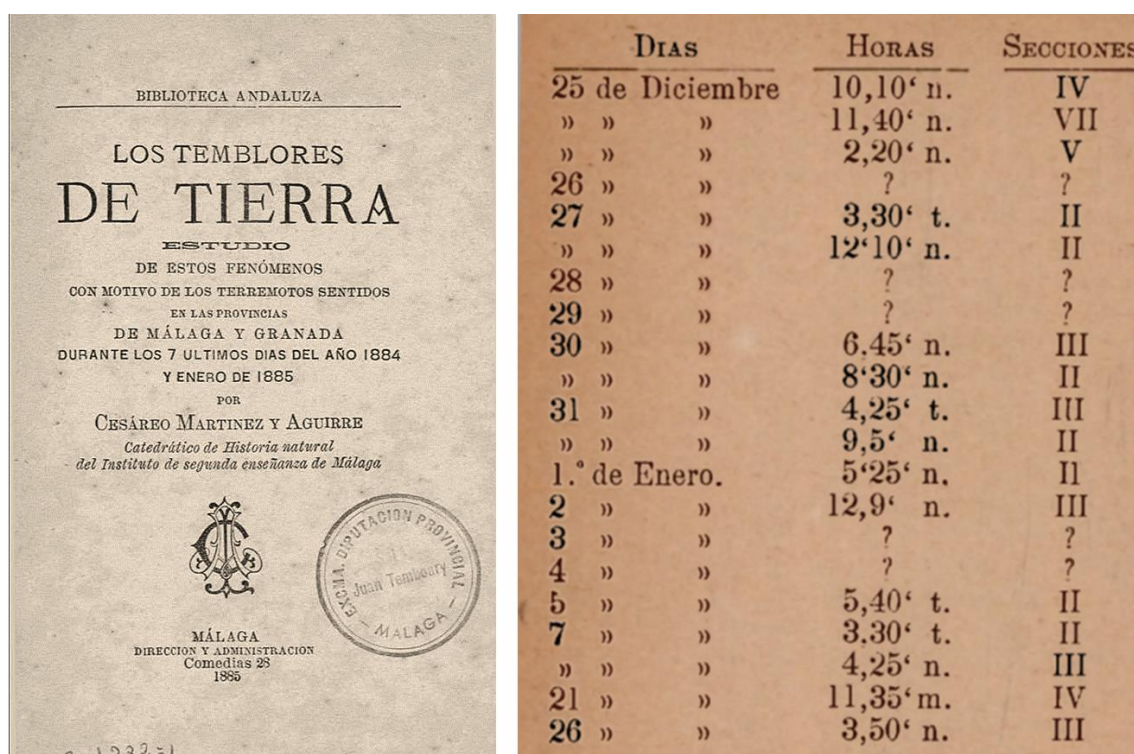 BIBLIOTECA ANDALUZA
LOS TEMBLORES
DE TIERRA
ESTUDIO
DE ESTOS FENÓMENOS
CON MOTIVO DE LOS TERREMOTOS SENTIDOS
EN LAS PROVINCIAS
DE MÁLAGA Y GRANADA
DURANTE LOS 7 ULTIMOS DIAS DEL AÑO 1884
Y ENERO DE 1885
POR
CESÁREO MARTINEZ Y AGUIRRE
Catedrático de Historia natural
del Instituto de segunda enseñanza de Málaga
EXCMA. DIPUTACION PROVINCIAL
Juan Temboury
— MALAGA —
MÁLAGA
DIRECCION Y ADMINISTRACION
Comedias 28
1885
DIAS HORAS SECCIONES
25 de Diciembre 10,10‘ n. IV
» » » 11,40‘ n. VII
» » » 2,20‘ n. V
26 » » ? ?
27 » » 3,30‘ t. II
» » » 12‘10‘ n. II
28 » » ? ?
29 » » ? ?
30 » » 6.45‘ n. III
» » » 8‘30‘ n. II
31 » » 4,25‘ t. III
» » » 9,5‘ n. II
1.° de Enero. 5‘25‘ n. II
2 » » 12,9‘ n. III
3 » » ? ?
4 » » ? ?
5 » » 5,40‘ t. II
7 » » 3.30‘ t. II
» » » 4,25‘ n. III
21 » » 11,35‘ m. IV
26 » » 3,50‘ n. III